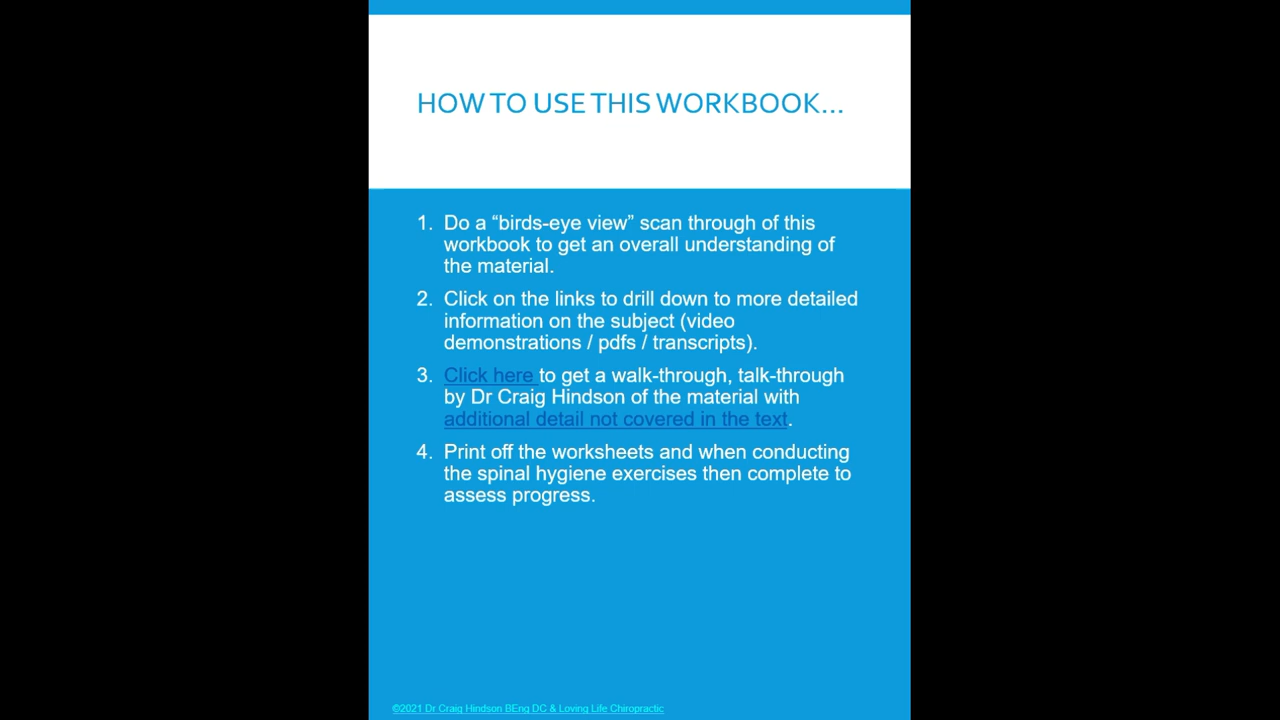 HOW TO USE THIS WORKBOOK...
1. Do a “birds-eye view” scan through of this
workbook to get an overall understanding of
the material.
2. Click on the links to drill down to more detailed
information on the subject (video
demonstrations / pdfs / transcripts).
3. Click here to get a walk-through, talk-through
by Dr Craig Hindson of the material with
additional detail not covered in the text.
4. Print off the worksheets and when conducting
the spinal hygiene exercises then complete to
assess progress.
©2021 Dr Craig Hindson BEng DC & Loving Life Chiropractic